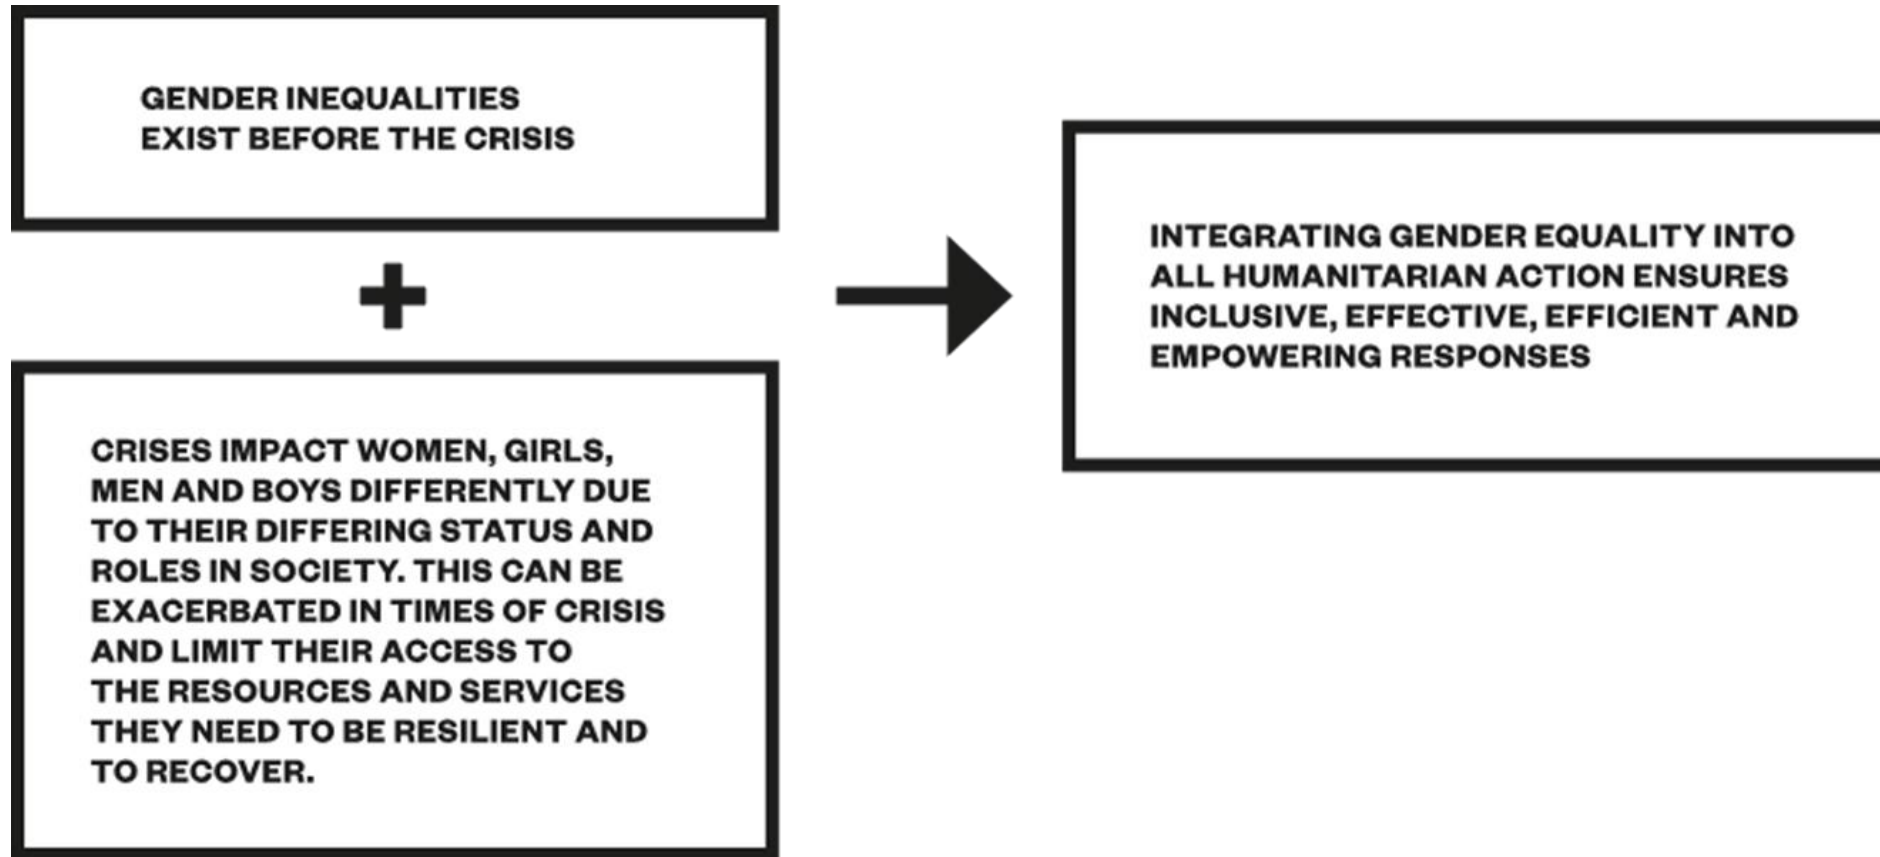 GENDER INEQUALITIES
EXIST BEFORE THE CRISIS
+
CRISES IMPACT WOMEN, GIRLS,
MEN AND BOYS DIFFERENTLY DUE
TO THEIR DIFFERING STATUS AND
ROLES IN SOCIETY. THIS CAN BE
EXACERBATED IN TIMES OF CRISIS
AND LIMIT THEIR ACCESS TO
THE RESOURCES AND SERVICES
THEY NEED TO BE RESILIENT AND
TO RECOVER.
INTEGRATING GENDER EQUALITY INTO
ALL HUMANITARIAN ACTION ENSURES
INCLUSIVE, EFFECTIVE, EFFICIENT AND
EMPOWERING RESPONSES